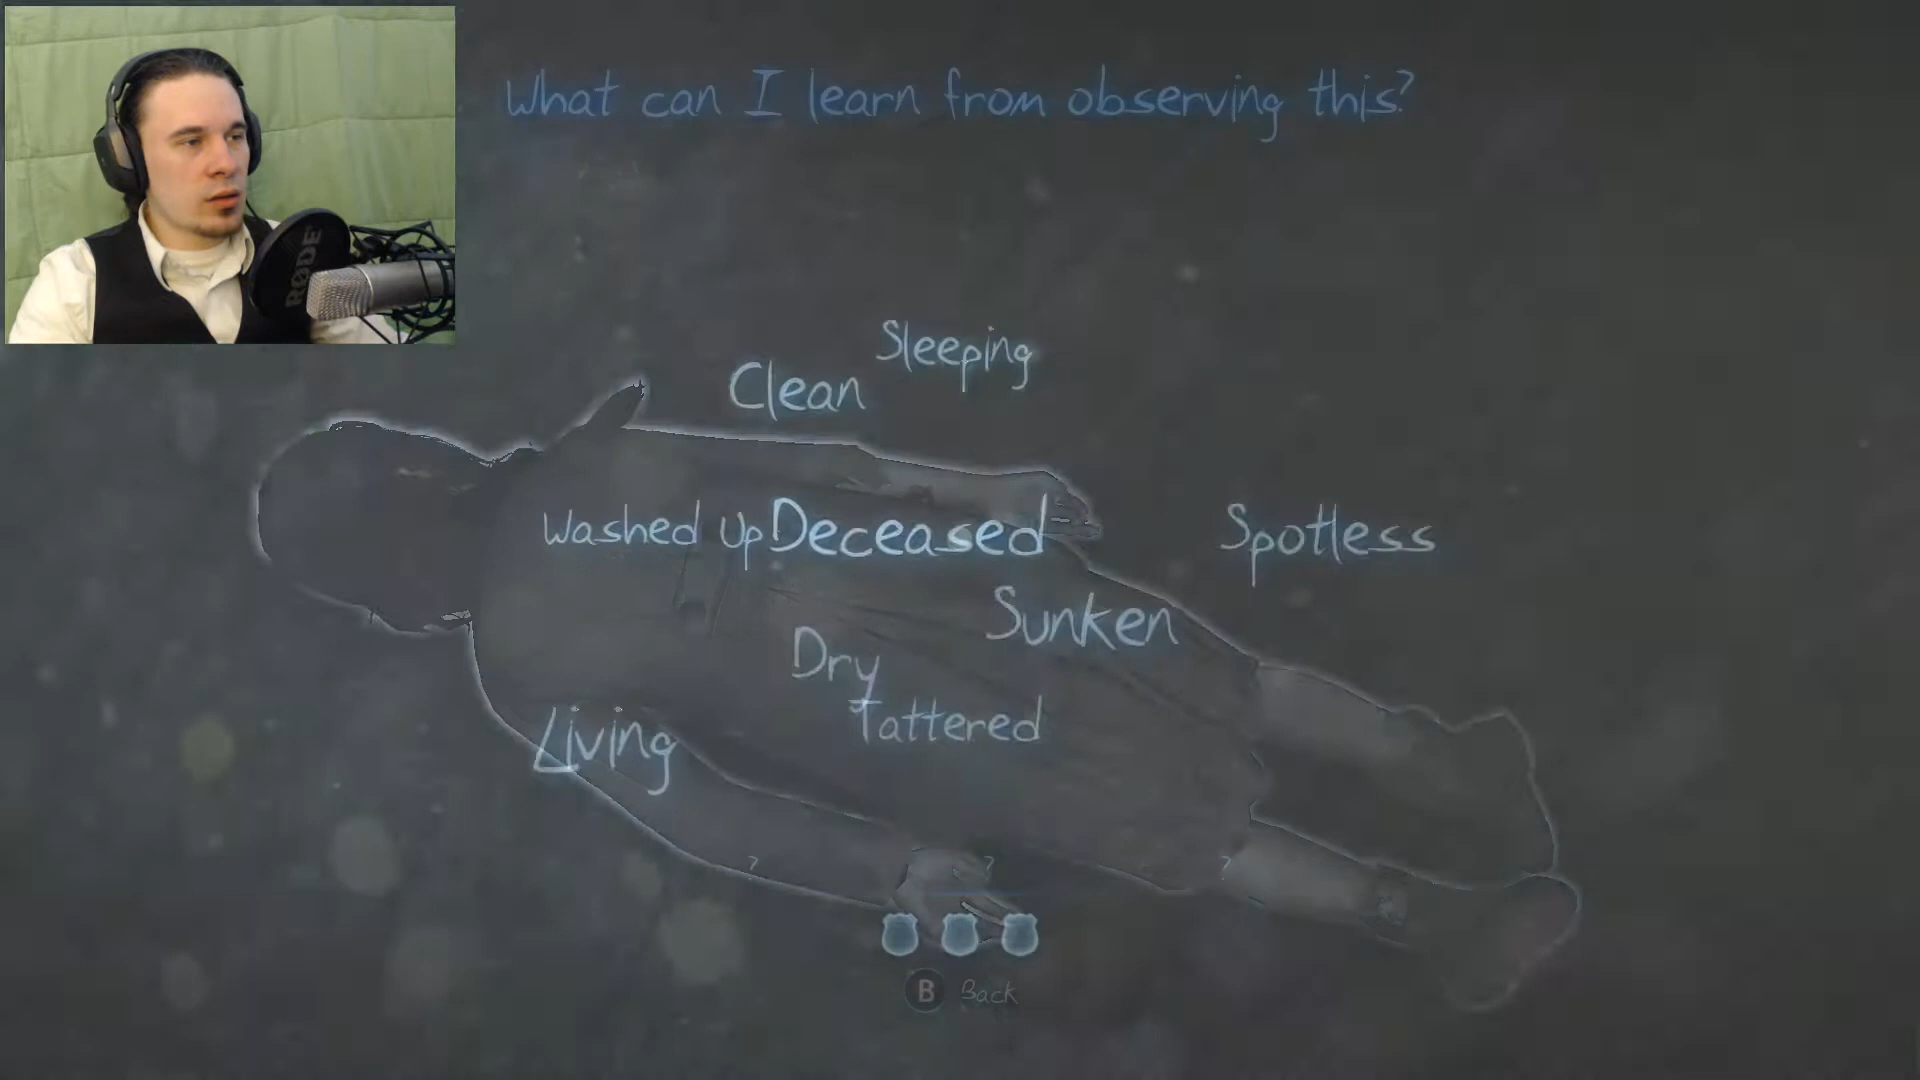 What can I learn from observing this?
RØDE
Sleeping
Clean
Washed Up
Deceased
Spotless
Sunken
Dry
Tattered
Living
? ? ?
B Back